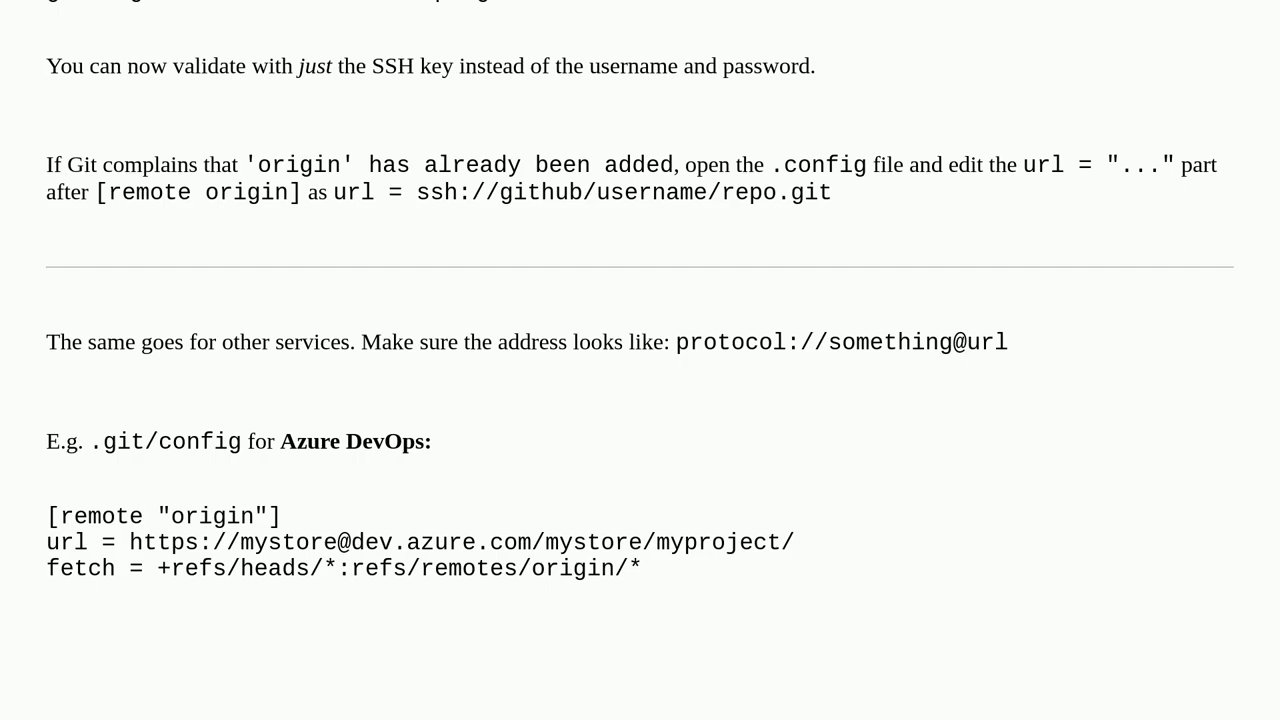 You can now validate with just the SSH key instead of the username and password.
If Git complains that 'origin' has already been added, open the .config file and edit the url = "..." part
after [remote origin] as url = ssh://github/username/repo.git
The same goes for other services. Make sure the address looks like: protocol://something@url
E.g. .git/config for Azure DevOps:
[remote "origin"]
url = https://mystore@dev.azure.com/mystore/myproject/
fetch = +refs/heads/*:refs/remotes/origin/*